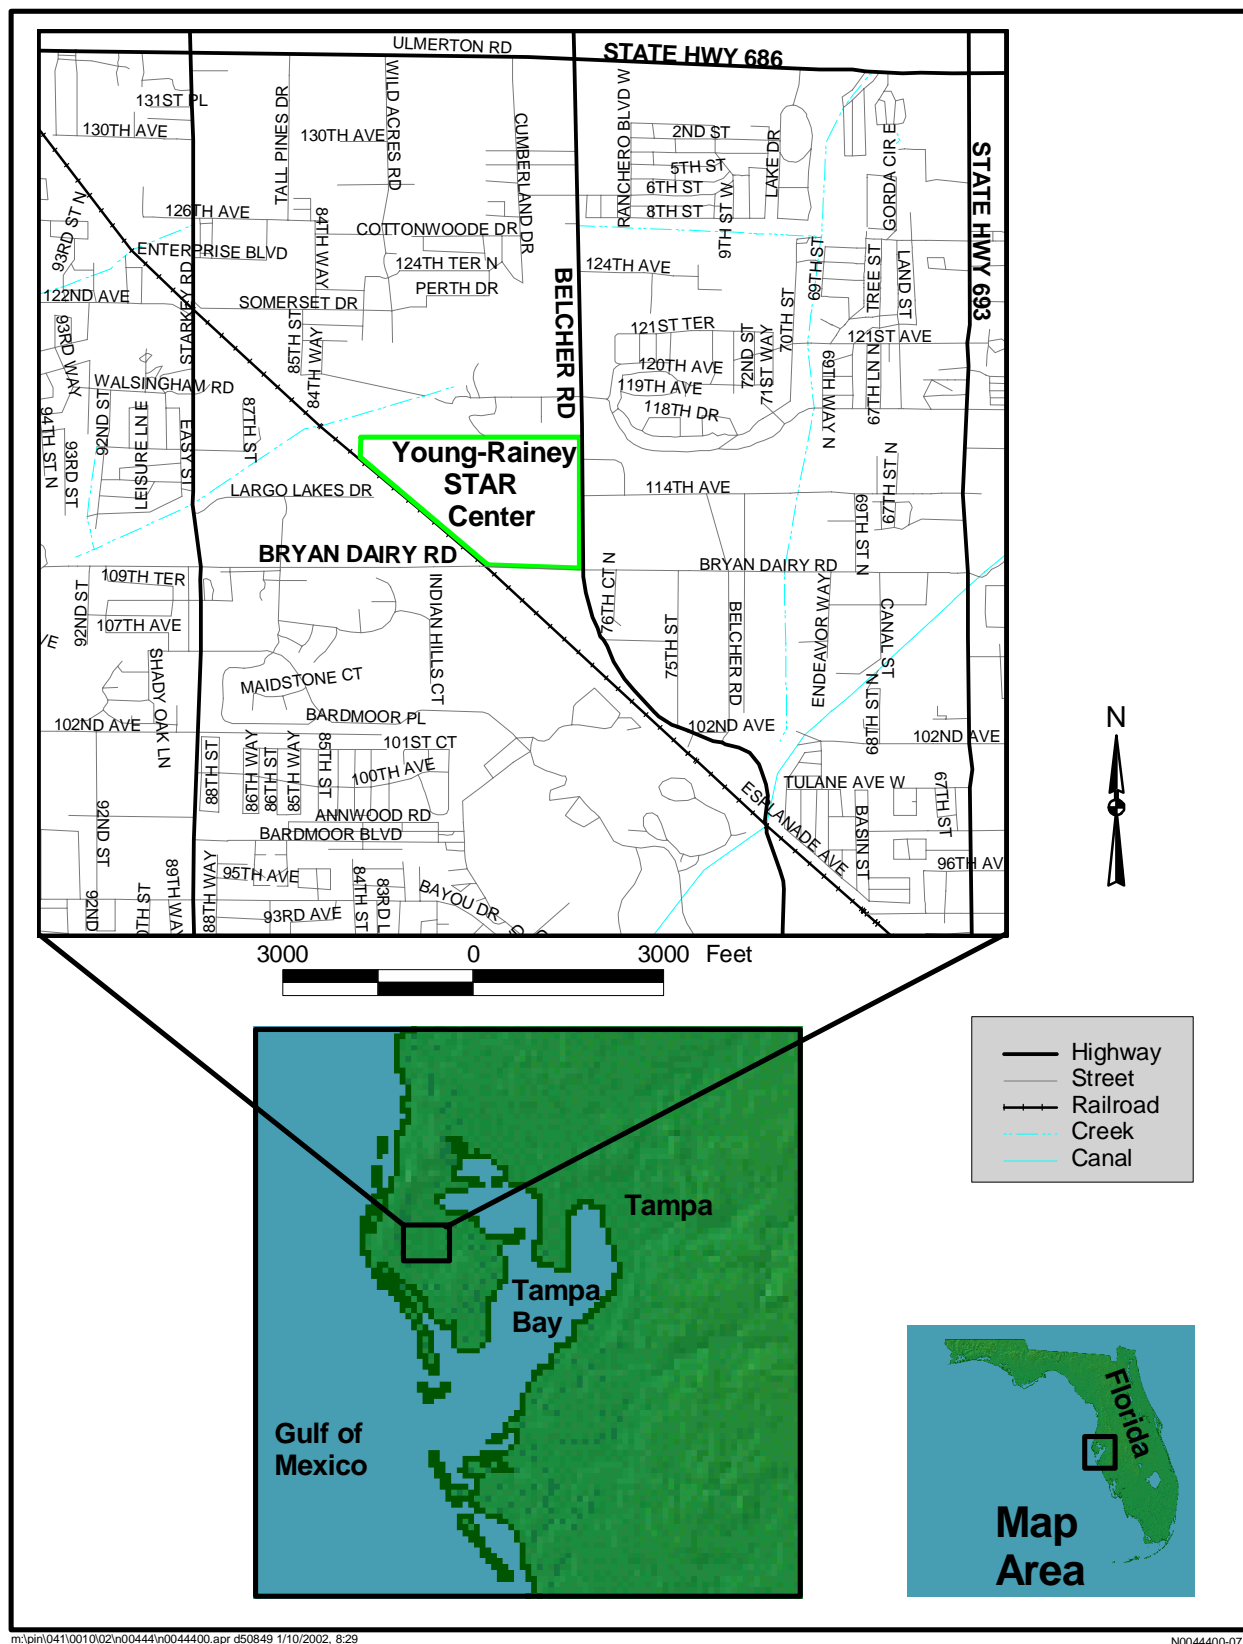 ULMERTON RD
STATE HWY 686
131ST PL
130TH AVE
TALL PINES DR
130TH AVE
WILD ACRES RD
CUMBERLAND DR
RANCHERO BLVD W
2ND ST
5TH ST
6TH ST
8TH ST
9TH ST W
LAKE DR
GORDA CIR E
STATE HWY 693
93RD ST N
126TH AVE
84TH WAY
COTTONWOODE DR
ENTERPRISE BLVD
124TH TER N
PERTH DR
122ND AVE
STARKEY RD
SOMERSET DR
BELCHER RD
124TH AVE
69TH ST
TREE ST
LAND ST
93RD WAY
85TH ST
84TH WAY
121ST TER
72ND ST
71ST WAY
70TH ST
121ST AVE
120TH AVE
119TH AVE
118TH DR
69TH WAY N
67TH LN N
WALSINGHAM RD
94TH ST N
93RD ST
92ND ST
LEISURE LN E
EASY ST
87TH ST
Young-Rainey
STAR
Center
LARGO LAKES DR
114TH AVE
69TH ST N
67TH ST N
BRYAN DAIRY RD
BRYAN DAIRY RD
109TH TER
92ND ST
107TH AVE
VE
INDIAN HILLS CT
76TH CT N
75TH ST
BELCHER RD
ENDEAVOR WAY
CANAL ST
SHADY OAK LN
MAIDSTONE CT
BARDMOOR PL
102ND AVE
102ND AVE
68TH ST N
102ND AVE
101ST CT
88TH ST
86TH WAY
86TH ST
85TH WAY
85TH ST
100TH AVE
ESPLANADE AVE
TULANE AVE W
BASIN ST
67TH ST
92ND ST
ANNWOOD RD
BARDMOOR BLVD
96TH AV
92ND
0TH ST
89TH WAY
88TH WAY
95TH AVE
93RD AVE
84TH ST
83RD L
BAYOU DR
N
3000 0 3000 Feet
Highway
Street
Railroad
Creek
Canal
Tampa
Tampa
Bay
Gulf of
Mexico
Florida
Map
Area
m:\pin\041\0010\02\n00444\n0044400.apr d50849 1/10/2002, 8:29
N0044400-07